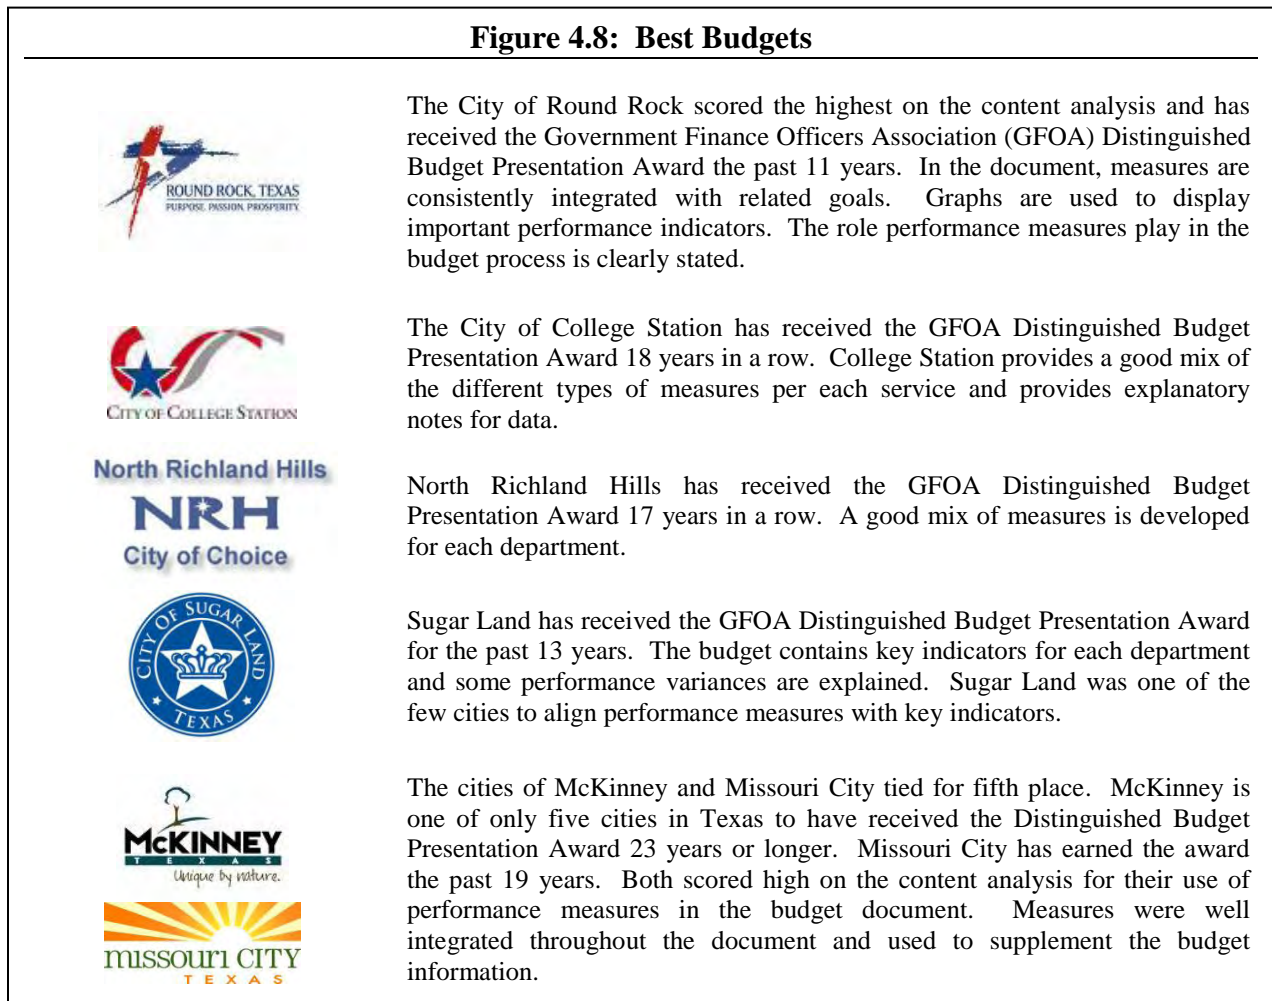 Figure 4.8: Best Budgets
ROUND ROCK, TEXAS
PURPOSE. PASSION. PROSPERITY.
The City of Round Rock scored the highest on the content analysis and has
received the Government Finance Officers Association (GFOA) Distinguished
Budget Presentation Award the past 11 years. In the document, measures are
consistently integrated with related goals. Graphs are used to display
important performance indicators. The role performance measures play in the
budget process is clearly stated.
CITY OF COLLEGE STATION
The City of College Station has received the GFOA Distinguished Budget
Presentation Award 18 years in a row. College Station provides a good mix of
the different types of measures per each service and provides explanatory
notes for data.
North Richland Hills
NRH
City of Choice
North Richland Hills has received the GFOA Distinguished Budget
Presentation Award 17 years in a row. A good mix of measures is developed
for each department.
CITY OF SUGAR LAND
TEXAS
Sugar Land has received the GFOA Distinguished Budget Presentation Award
for the past 13 years. The budget contains key indicators for each department
and some performance variances are explained. Sugar Land was one of the
few cities to align performance measures with key indicators.
McKINNEY
TEXAS
Unique by nature.
missouri CITY
TEXAS
The cities of McKinney and Missouri City tied for fifth place. McKinney is
one of only five cities in Texas to have received the Distinguished Budget
Presentation Award 23 years or longer. Missouri City has earned the award
the past 19 years. Both scored high on the content analysis for their use of
performance measures in the budget document. Measures were well
integrated throughout the document and used to supplement the budget
information.